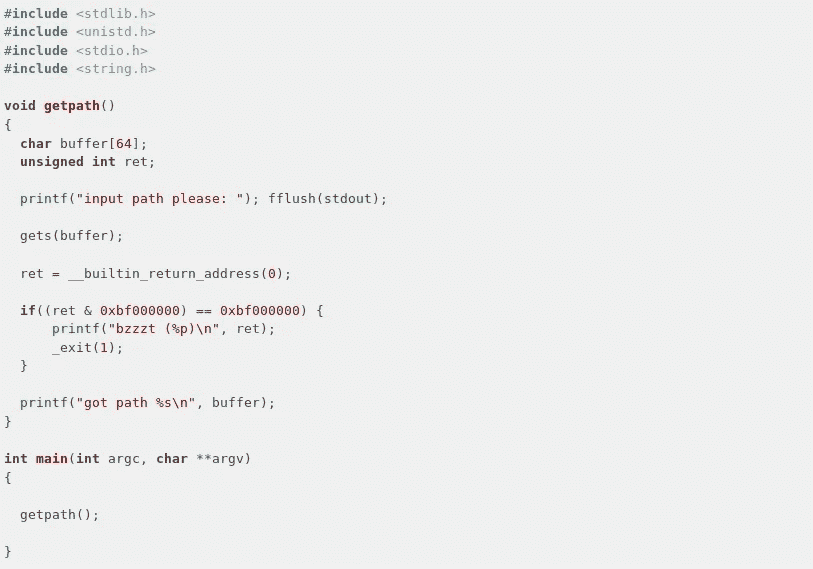 #include <stdlib.h>
#include <unistd.h>
#include <stdio.h>
#include <string.h>

void getpath()
{
  char buffer[64];
  unsigned int ret;

  printf("input path please: "); fflush(stdout);

  gets(buffer);

  ret = __builtin_return_address(0);

  if((ret & 0xbf000000) == 0xbf000000) {
      printf("bzzzt (%p)\n", ret);
      _exit(1);
  }

  printf("got path %s\n", buffer);
}

int main(int argc, char **argv)
{

  getpath();

}